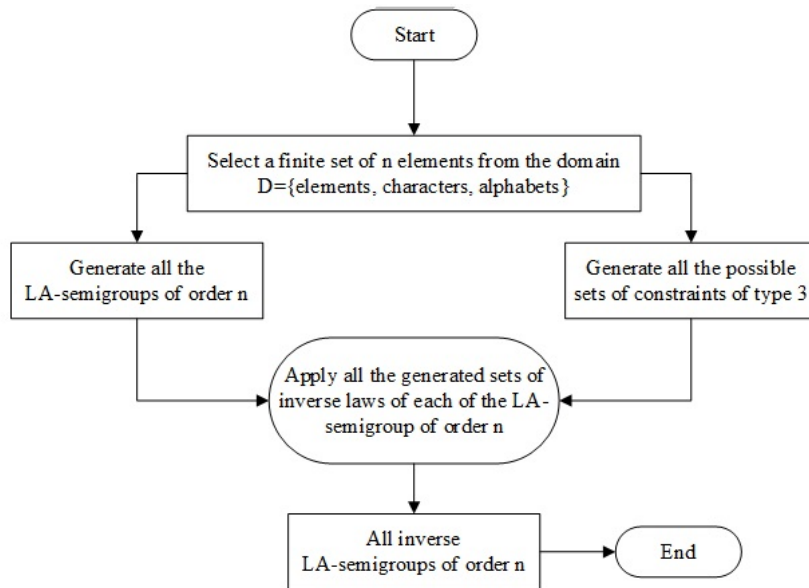 Start
Select a finite set of n elements from the domain
D={elements, characters, alphabets}
Generate all the
LA-semigroups of order n
Generate all the possible
sets of constraints of type 3
Apply all the generated sets of
inverse laws of each of the LA-
semigroup of order n
All inverse
LA-semigroups of order n
End